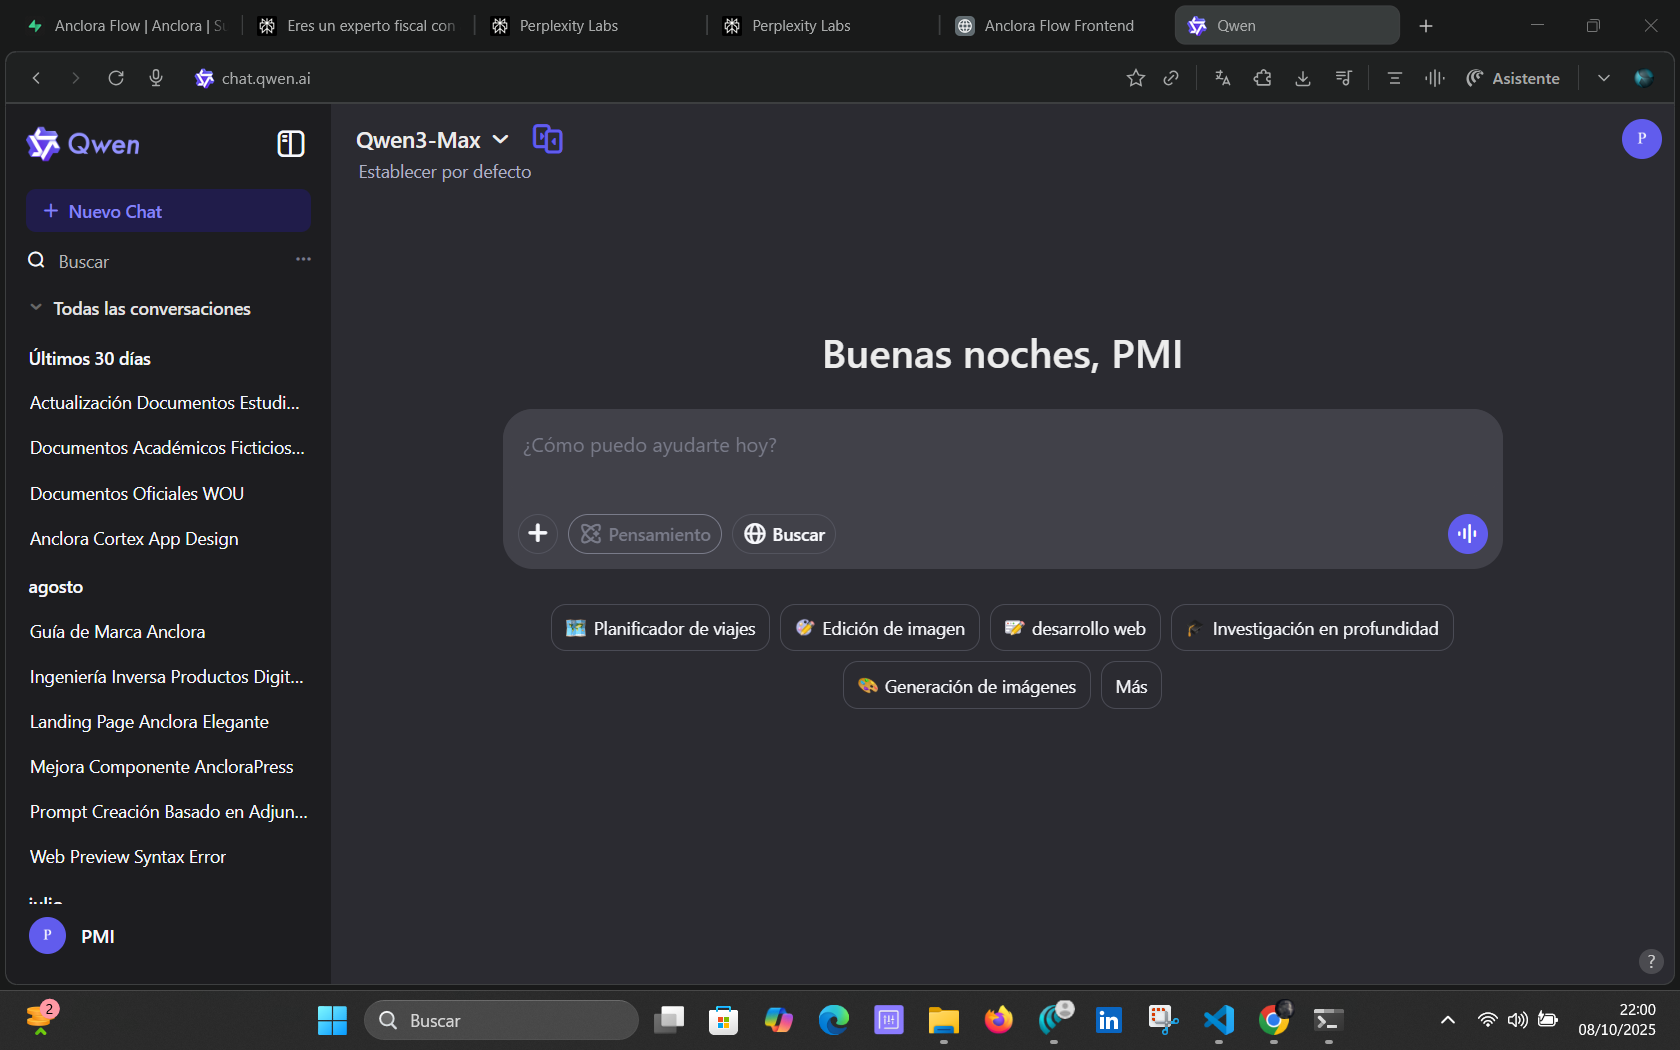 Anclora Flow | Anclora | Su
Eres un experto fiscal con
Perplexity Labs
Perplexity Labs
Anclora Flow Frontend
Qwen
chat.qwen.ai
Asistente
Qwen
Qwen3-Max
P
Establecer por defecto
Nuevo Chat
Buscar
Todas las conversaciones
Últimos 30 días
Actualización Documentos Estudi...
Documentos Académicos Ficticios...
Documentos Oficiales WOU
Anclora Cortex App Design
agosto
Guía de Marca Anclora
Ingeniería Inversa Productos Digit...
Landing Page Anclora Elegante
Mejora Componente AncloraPress
Prompt Creación Basado en Adjun...
Web Preview Syntax Error
julio
P PMI
Buenas noches, PMI
¿Cómo puedo ayudarte hoy?
Pensamiento
Buscar
Planificador de viajes
Edición de imagen
desarrollo web
Investigación en profundidad
Generación de imágenes
Más
?
2
Buscar
22:00
08/10/2025